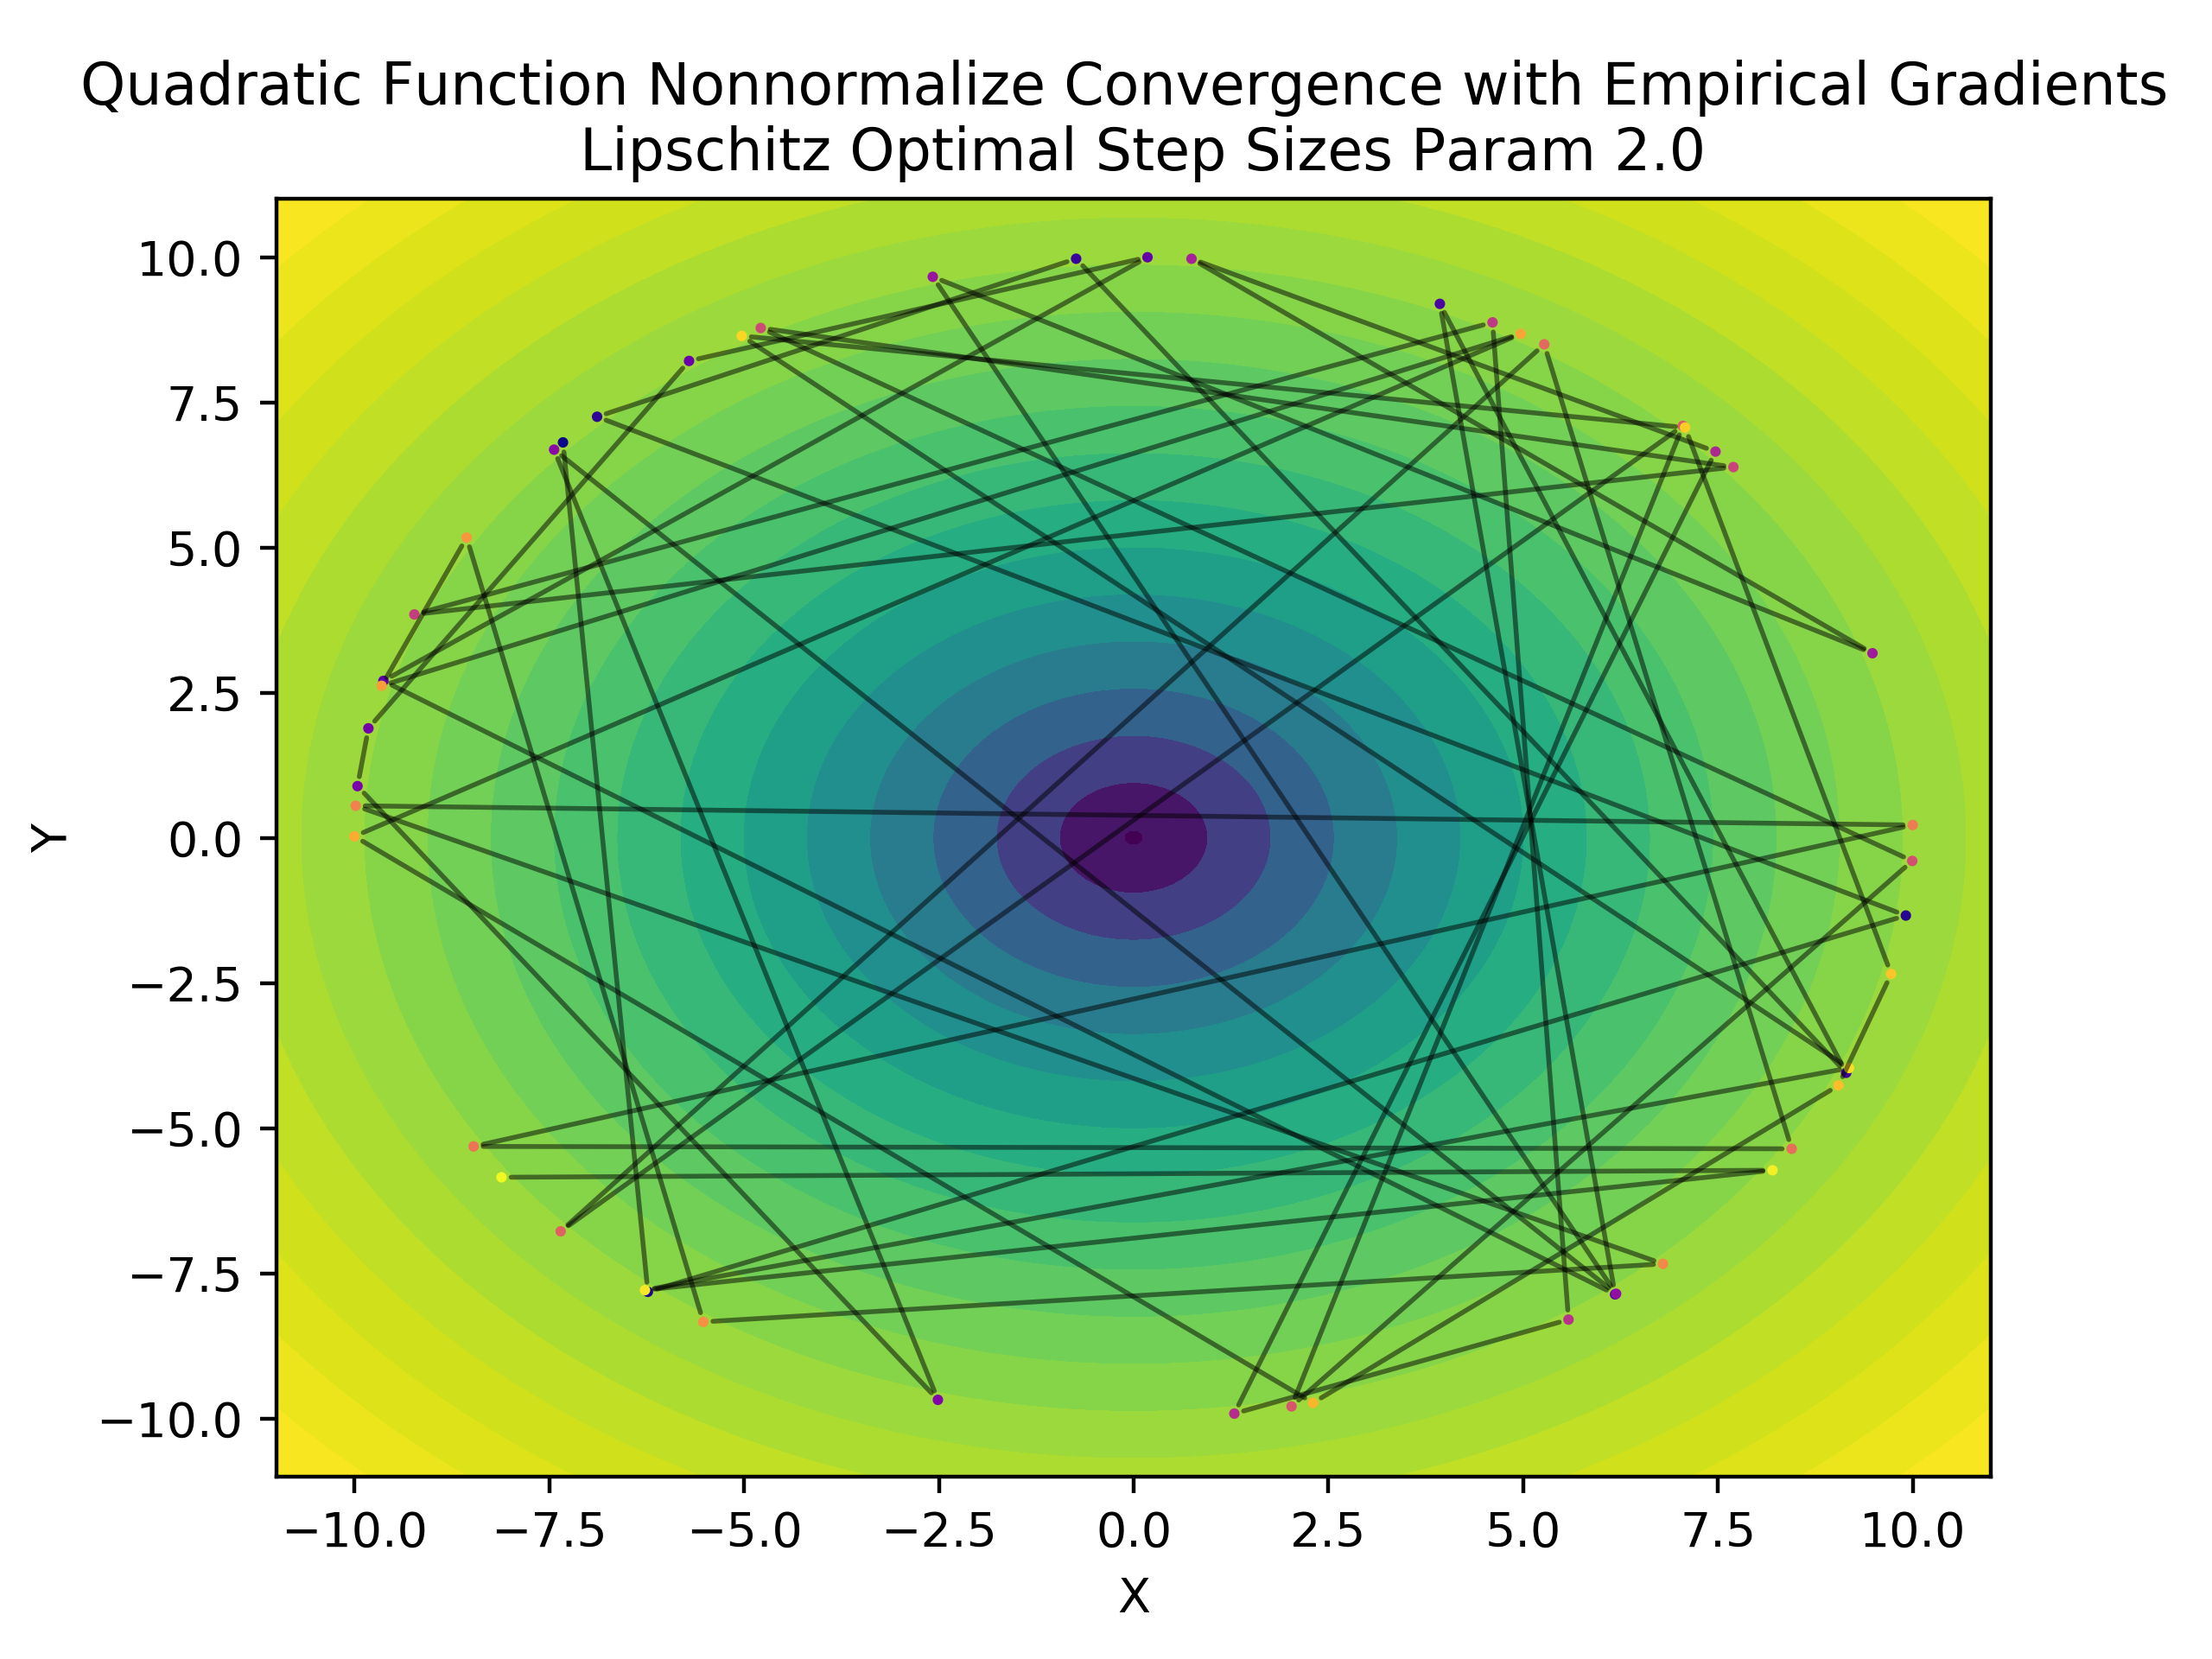 Quadratic Function Nonnormalize Convergence with Empirical Gradients
Lipschitz Optimal Step Sizes Param 2.0
10.0
7.5
5.0
2.5
0.0
−2.5
−5.0
−7.5
−10.0
Y
−10.0 −7.5 −5.0 −2.5 0.0 2.5 5.0 7.5 10.0
X